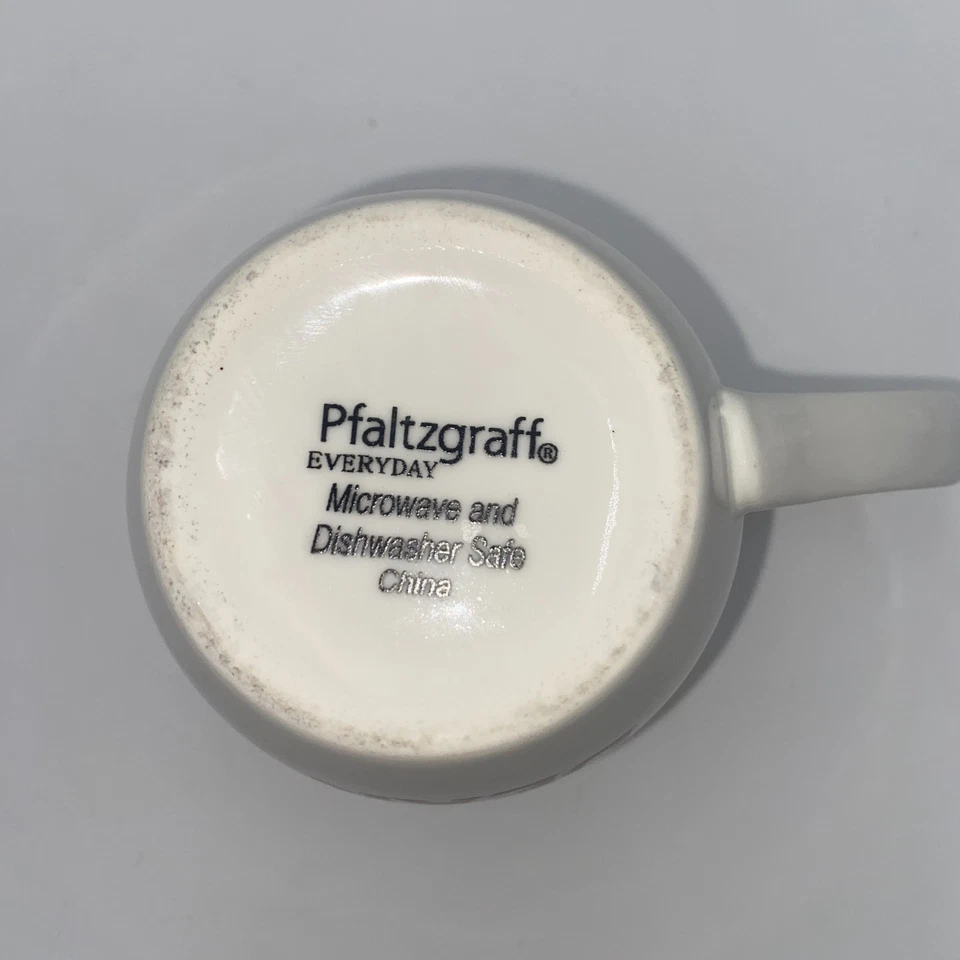 Pfaltzgraff®
EVERYDAY
Microwave and
Dishwasher Safe
China